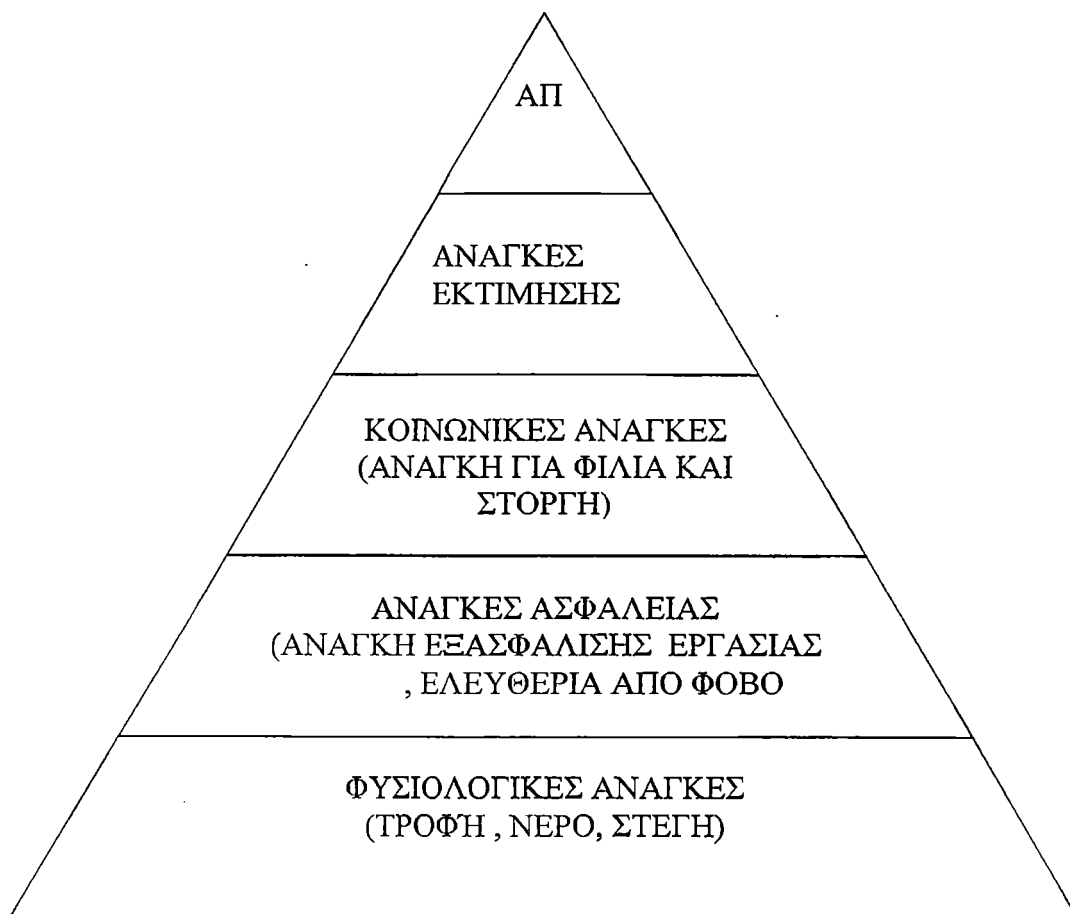 ΑΠ
ΑΝΑΓΚΕΣ
ΕΚΤΙΜΗΣΗΣ
ΚΟΙΝΩΝΙΚΕΣ ΑΝΑΓΚΕΣ
(ΑΝΑΓΚΗ ΓΙΑ ΦΙΛΙΑ ΚΑΙ
ΣΤΟΡΓΗ)
ΑΝΑΓΚΕΣ ΑΣΦΑΛΕΙΑΣ
(ΑΝΑΓΚΗ ΕΞΑΣΦΑΛΙΣΗΣ ΕΡΓΑΣΙΑΣ
, ΕΛΕΥΘΕΡΙΑ ΑΠΟ ΦΟΒΟ
ΦΥΣΙΟΛΟΓΙΚΕΣ ΑΝΑΓΚΕΣ
(ΤΡΟΦΉ , ΝΕΡΟ, ΣΤΕΓΗ)